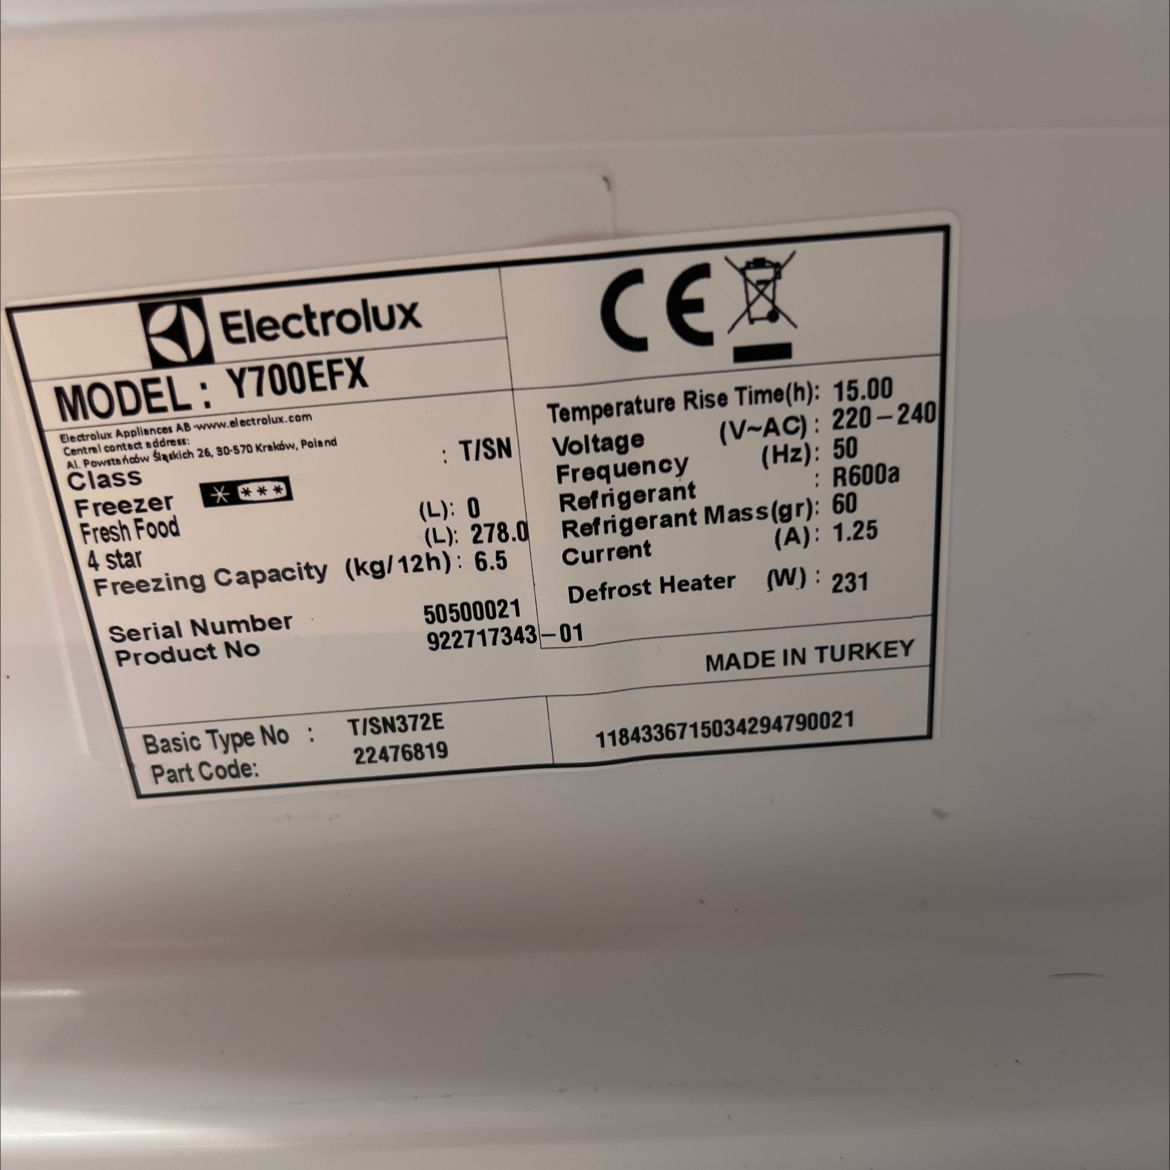 Electrolux
MODEL : Y700EFX
Electrolux Appliances AB -www.electrolux.com
Central contact address:
Al. Powstańców Śląskich 26, 30-570 Kraków, Poland
Class : T/SN
Freezer (L): 0
Fresh Food (L): 278.0
4 star
Freezing Capacity (kg/12h) : 6.5
Serial Number 50500021
Product No 922717343-01
CE
Temperature Rise Time(h): 15.00
Voltage (V~AC) : 220-240
Frequency (Hz): 50
Refrigerant : R600a
Refrigerant Mass(gr): 60
Current (A): 1.25
Defrost Heater (W) : 231
MADE IN TURKEY
Basic Type No : T/SN372E
Part Code: 22476819
1184336715034294790021